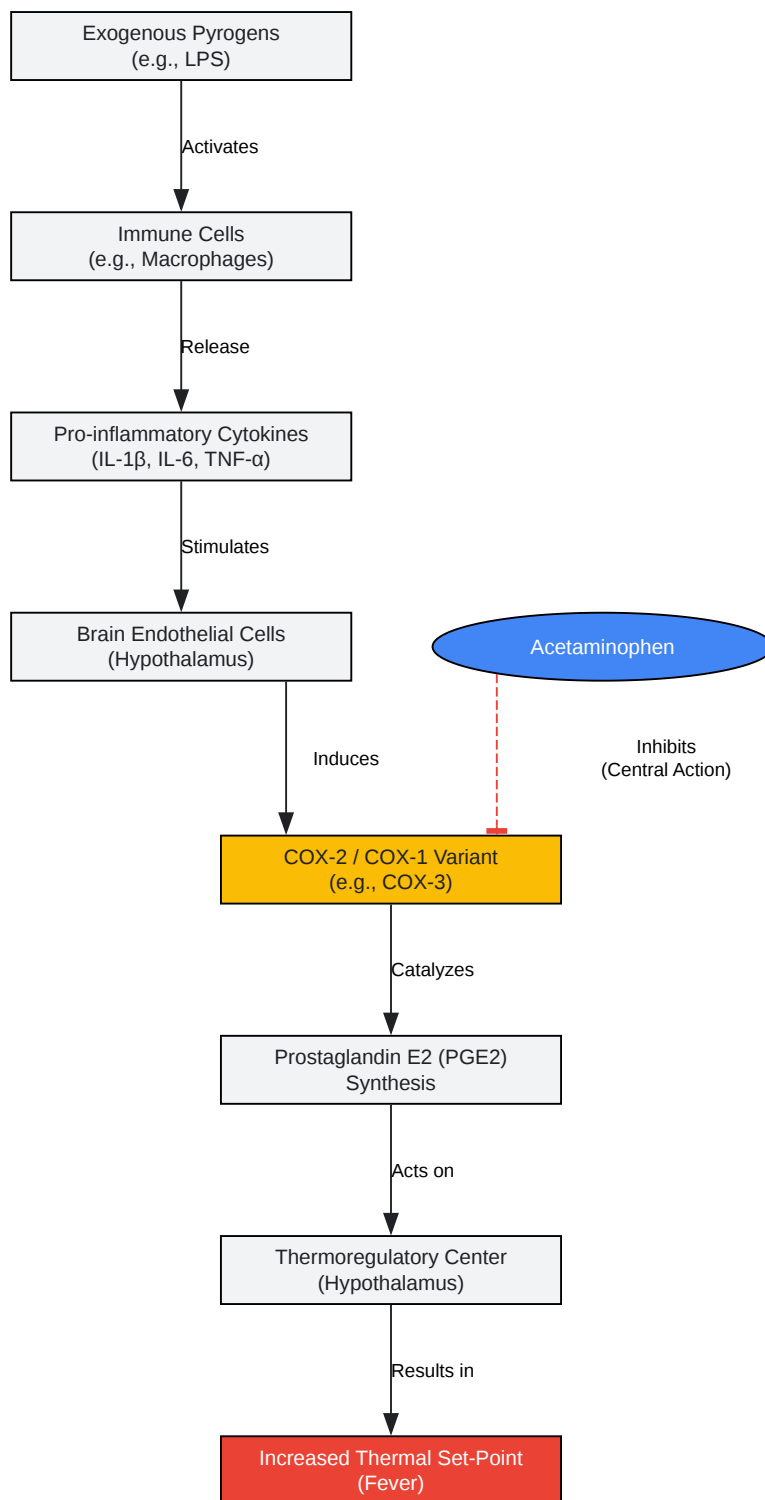 Exogenous Pyrogens
(e.g., LPS)
Activates
Immune Cells
(e.g., Macrophages)
Release
Pro-inflammatory Cytokines
(IL-1β, IL-6, TNF-α)
Stimulates
Brain Endothelial Cells
(Hypothalamus)
Acetaminophen
Induces
Inhibits
(Central Action)
COX-2 / COX-1 Variant
(e.g., COX-3)
Catalyzes
Prostaglandin E2 (PGE2)
Synthesis
Acts on
Thermoregulatory Center
(Hypothalamus)
Results in
Increased Thermal Set-Point
(Fever)